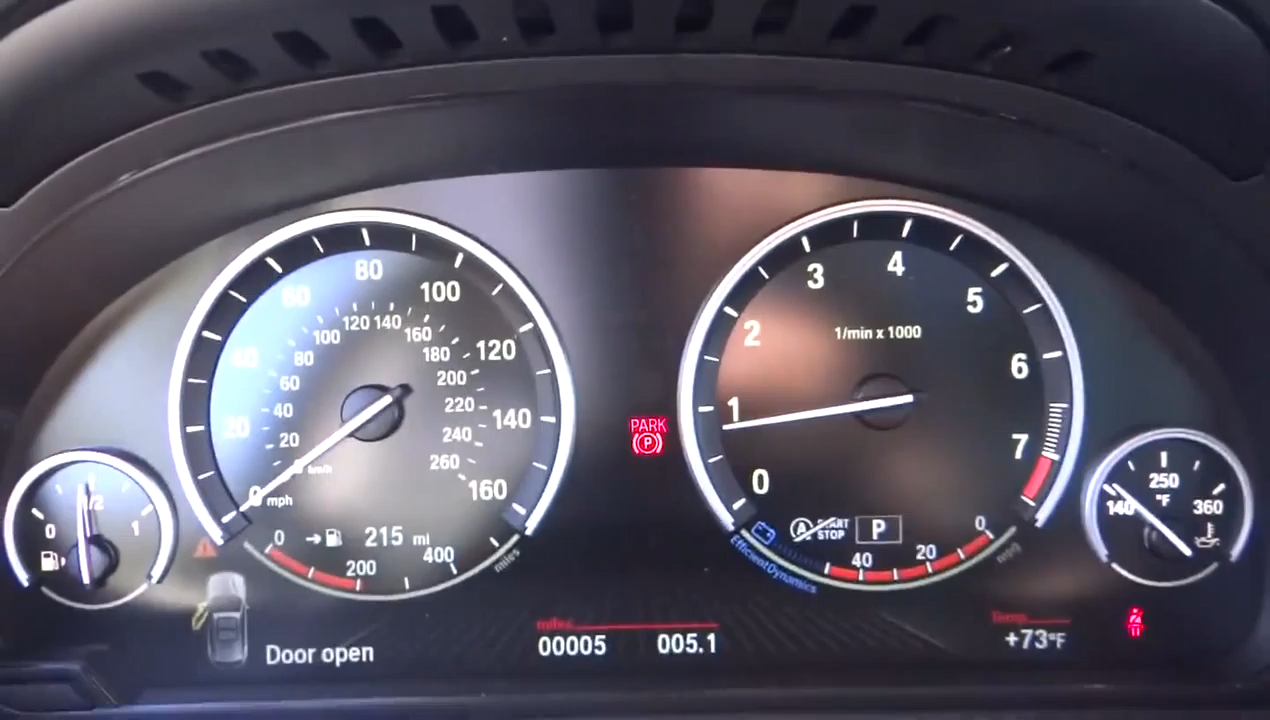 0
20
40
60
80
100
120
140
160
mph
km/h
20
40
60
80
100
120
140
160
180
200
220
240
260
0
200
400
miles
215 mi
0
1/2
1
PARK
P
0
1
2
3
4
5
6
7
1/min x 1000
A START
STOP
P
40
20
0
mpg
EfficientDynamics
140
250
360
°F
Door open
miles
00005 005.1
Temp
+73°F